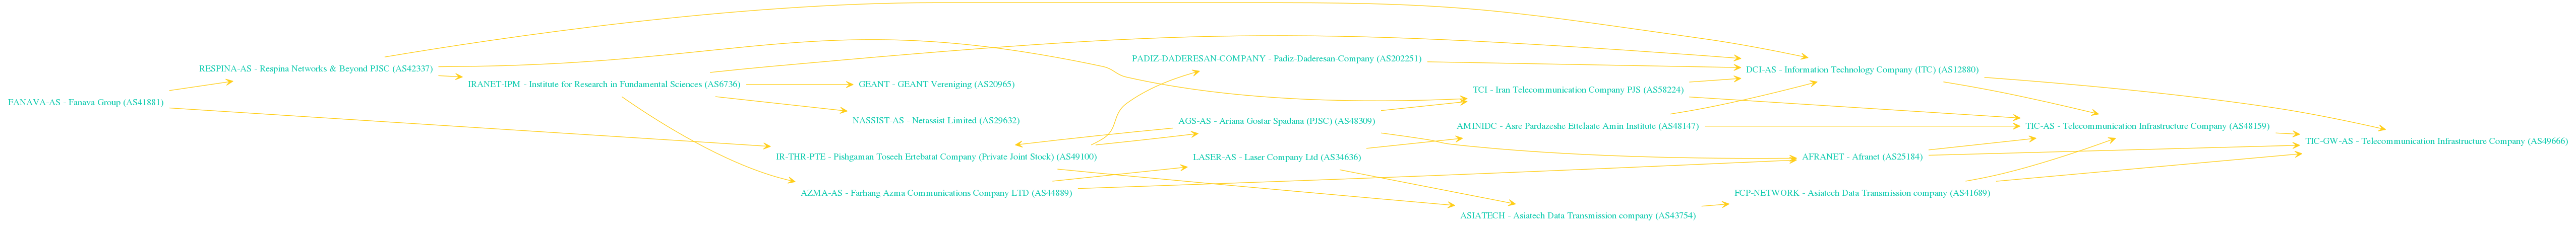 FANAVA-AS - Fanava Group (AS41881)
RESPINA-AS - Respina Networks & Beyond PJSC (AS42337)
IRANET-IPM - Institute for Research in Fundamental Sciences (AS6736)
GEANT - GEANT Vereniging (AS20965)
NASSIST-AS - Netassist Limited (AS29632)
IR-THR-PTE - Pishgaman Toseeh Ertebatat Company (Private Joint Stock) (AS49100)
AZMA-AS - Farhang Azma Communications Company LTD (AS44889)
PADIZ-DADERESAN-COMPANY - Padiz-Daderesan-Company (AS202251)
AGS-AS - Ariana Gostar Spadana (PJSC) (AS48309)
LASER-AS - Laser Company Ltd (AS34636)
TCI - Iran Telecommunication Company PJS (AS58224)
AMINIDC - Asre Pardazeshe Ettelaate Amin Institute (AS48147)
ASIATECH - Asiatech Data Transmission company (AS43754)
DCI-AS - Information Technology Company (ITC) (AS12880)
AFRANET - Afranet (AS25184)
FCP-NETWORK - Asiatech Data Transmission company (AS41689)
TIC-AS - Telecommunication Infrastructure Company (AS48159)
TIC-GW-AS - Telecommunication Infrastructure Company (AS49666)